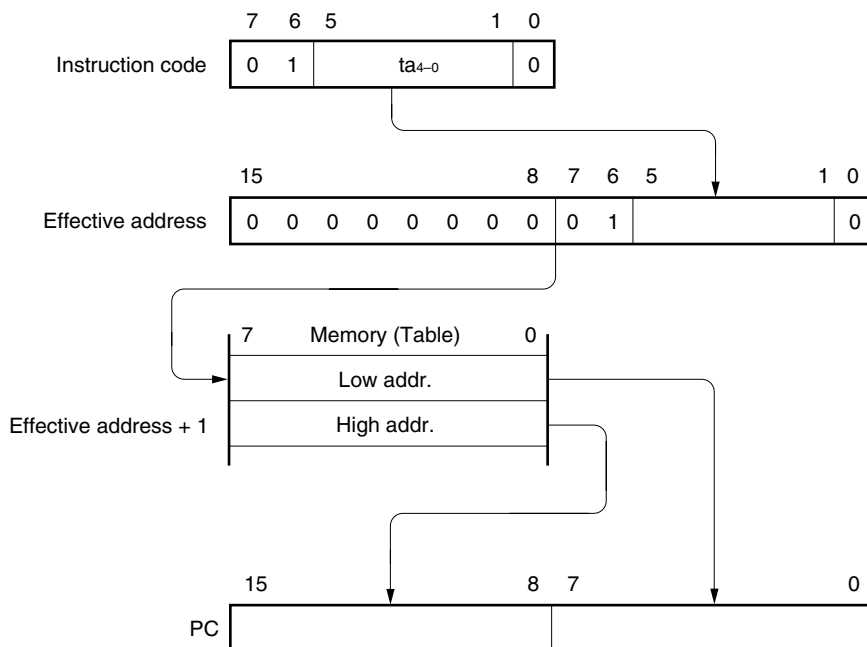 7 6 5 1 0
Instruction code 0 1 ta4–0 0
15 8 7 6 5 1 0
Effective address 0 0 0 0 0 0 0 0 0 1 0
7 Memory (Table) 0
Low addr.
Effective address + 1 High addr.
15 8 7 0
PC